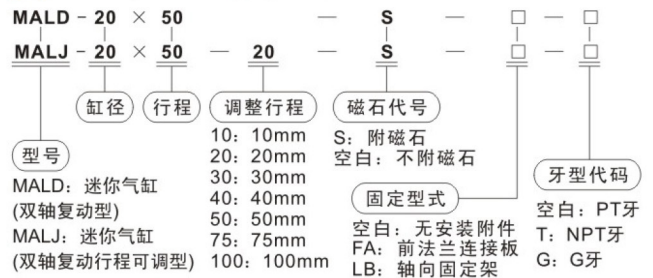 MALD - 20 × 50 — S — □ — □
MALJ - 20 × 50 — 20 — S — □ — □
缸径
行程
调整行程
10：10mm
20：20mm
30：30mm
40：40mm
50：50mm
75：75mm
100：100mm
磁石代号
S：附磁石
空白：不附磁石
型号
MALD：迷你气缸
(双轴复动型)
MALJ：迷你气缸
(双轴复动行程可调型)
固定型式
空白：无安装附件
FA：前法兰连接板
LB：轴向固定架
牙型代码
空白：PT牙
T：NPT牙
G：G牙